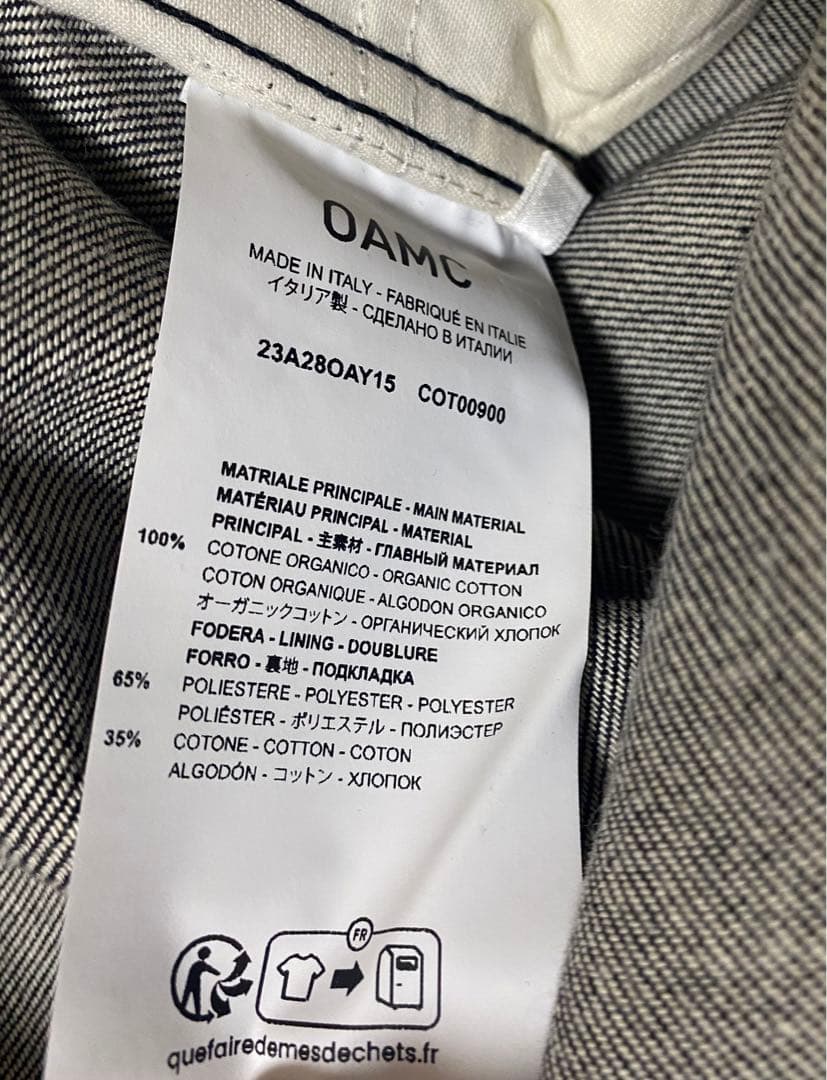 OAMC
MADE IN ITALY - FABRIQUÉ EN ITALIE
イタリア製 - СДЕЛАНО В ИТАЛИИ
23A28OAY15 COT00900
MATRIALE PRINCIPALE - MAIN MATERIAL
MATÉRIAU PRINCIPAL - MATERIAL
PRINCIPAL - 主素材 - ГЛАВНЫЙ МАТЕРИАЛ
100% COTONE ORGANICO - ORGANIC COTTON
COTON ORGANIQUE - ALGODON ORGANICO
オーガニックコットン - ОРГАНИЧЕСКИЙ ХЛОПОК
FODERA - LINING - DOUBLURE
FORRO - 裏地 - ПОДКЛАДКА
65% POLIESTERE - POLYESTER - POLYESTER
POLIÉSTER - ポリエステル - ПОЛИЭСТЕР
35% COTONE - COTTON - COTON
ALGODÓN - コットン - ХЛОПОК
FR
quefairedemesdechets.fr